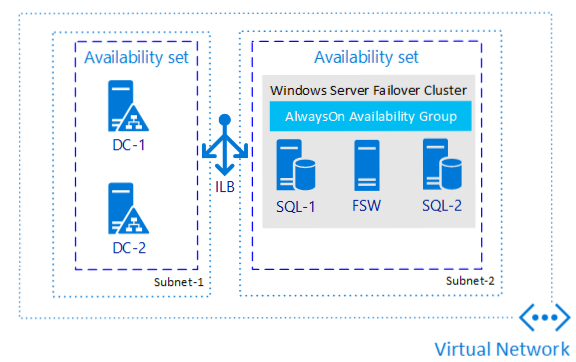 Availability set
DC-1
DC-2
Subnet-1
ILB
Availability set
Windows Server Failover Cluster
AlwaysOn Availability Group
SQL-1
FSW
SQL-2
Subnet-2
Virtual Network